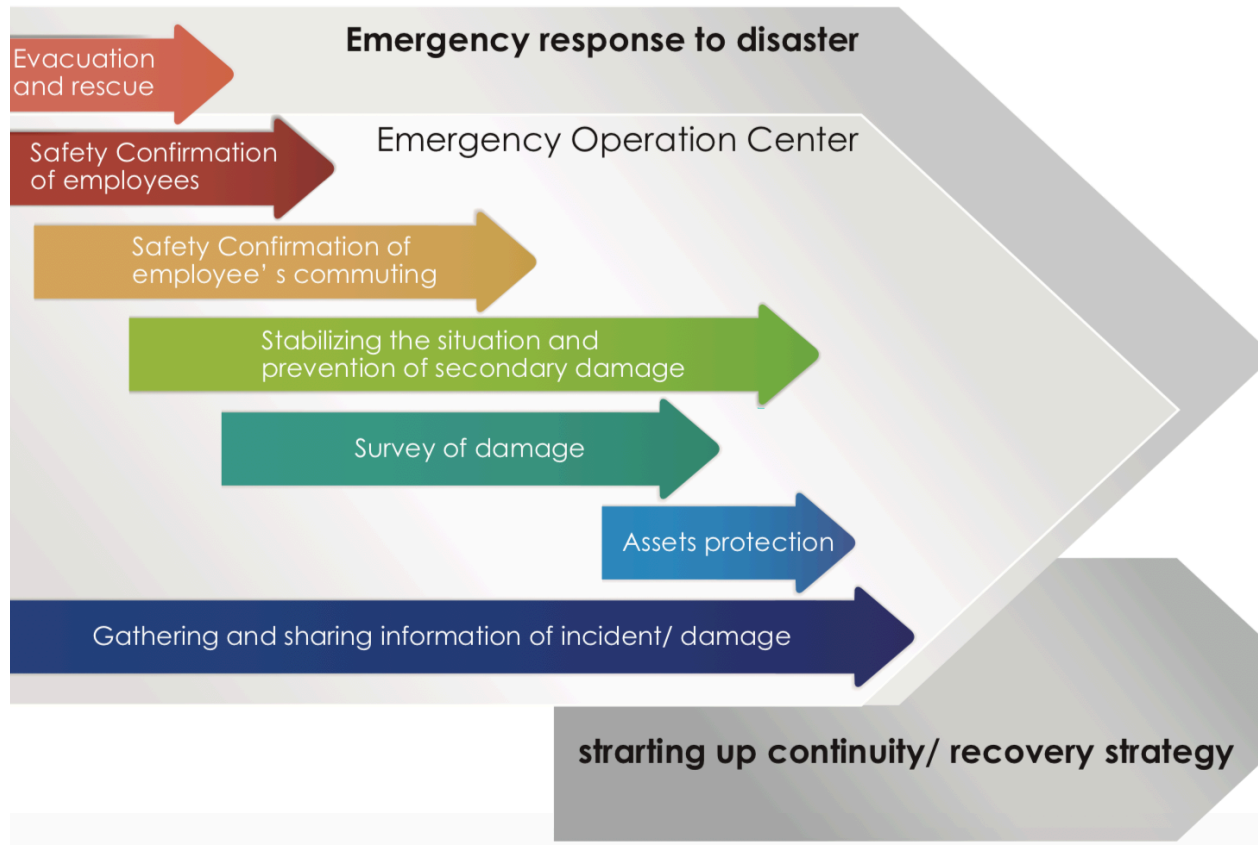 Emergency response to disaster
Evacuation
and rescue
Emergency Operation Center
Safety Confirmation
of employees
Safety Confirmation of
employee’ s commuting
Stabilizing the situation and
prevention of secondary damage
Survey of damage
Assets protection
Gathering and sharing information of incident/ damage
strarting up continuity/ recovery strategy